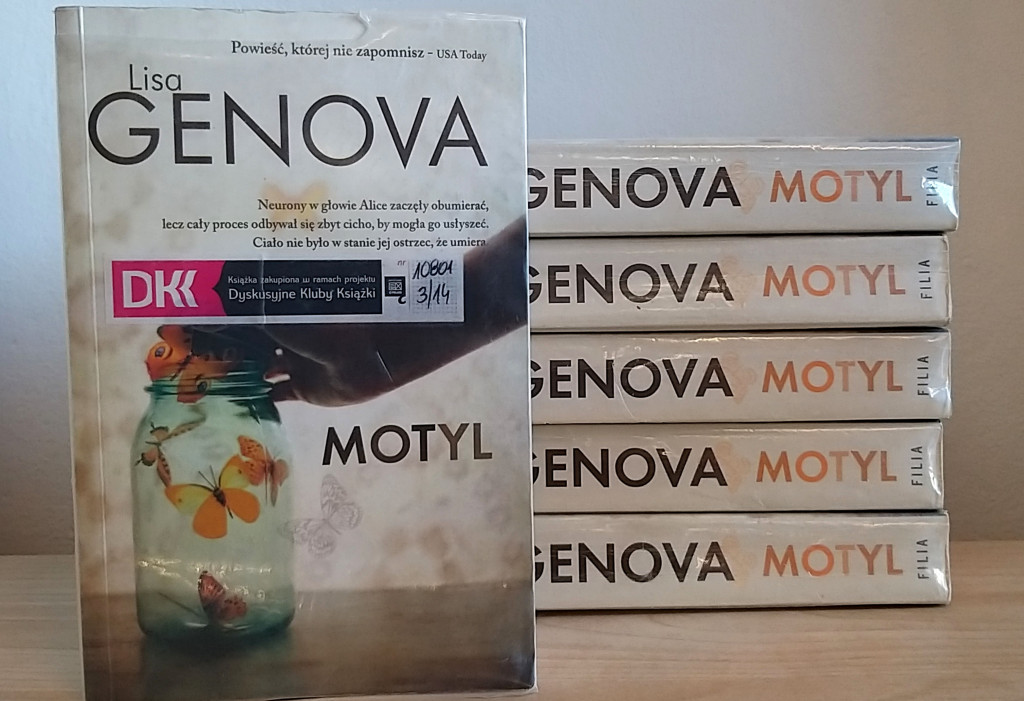 Powieść, której nie zapomnisz - USA Today
Lisa
GENOVA
Neurony w głowie Alice zaczęły obumierać,
lecz cały proces odbywał się zbyt cicho, by mogła go usłyszeć.
Ciało nie było w stanie jej ostrzec, że umiera.
DKK
Książka zakupiona w ramach projektu
Dyskusyjne Kluby Książki
nr
10801
3/14
MOTYL
GENOVA MOTYL FILIA
GENOVA MOTYL FILIA
GENOVA MOTYL FILIA
GENOVA MOTYL FILIA
GENOVA MOTYL FILIA